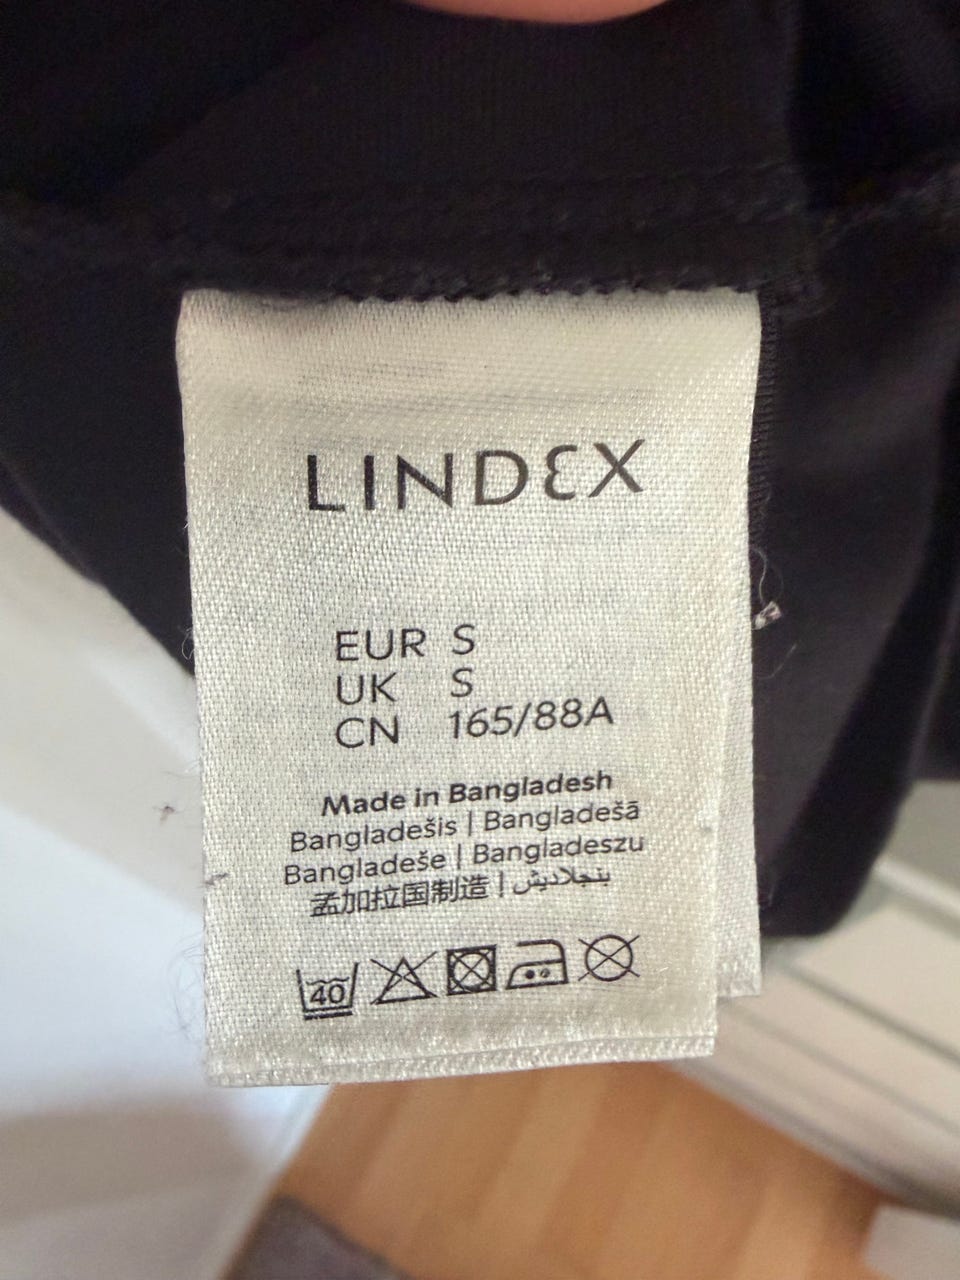 LINDEX
EUR S
UK S
CN 165/88A
Made in Bangladesh
Bangladešis | Bangladešā
Bangladeše | Bangladeszu
孟加拉国制造 | بنجلاديش
40